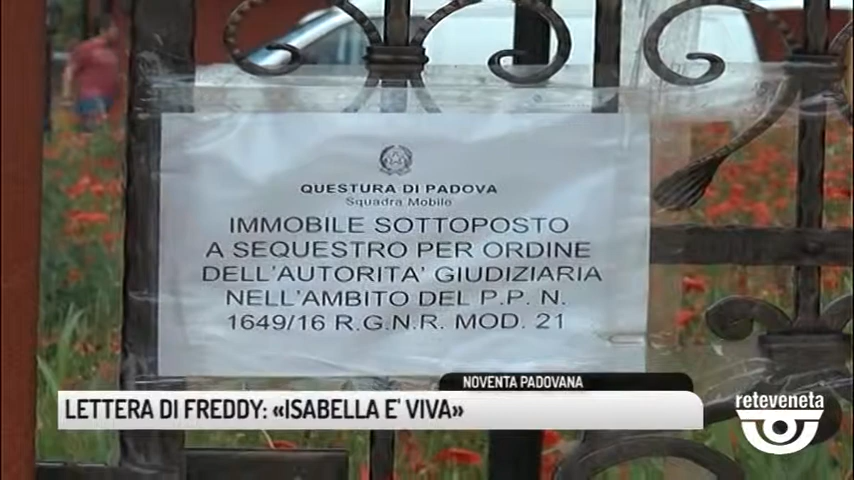 QUESTURA DI PADOVA
Squadra Mobile
IMMOBILE SOTTOPOSTO
A SEQUESTRO PER ORDINE
DELL'AUTORITA' GIUDIZIARIA
NELL'AMBITO DEL P.P. N.
1649/16 R.G.N.R. MOD. 21
NOVENTA PADOVANA
LETTERA DI FREDDY: «ISABELLA E' VIVA»
reteveneta